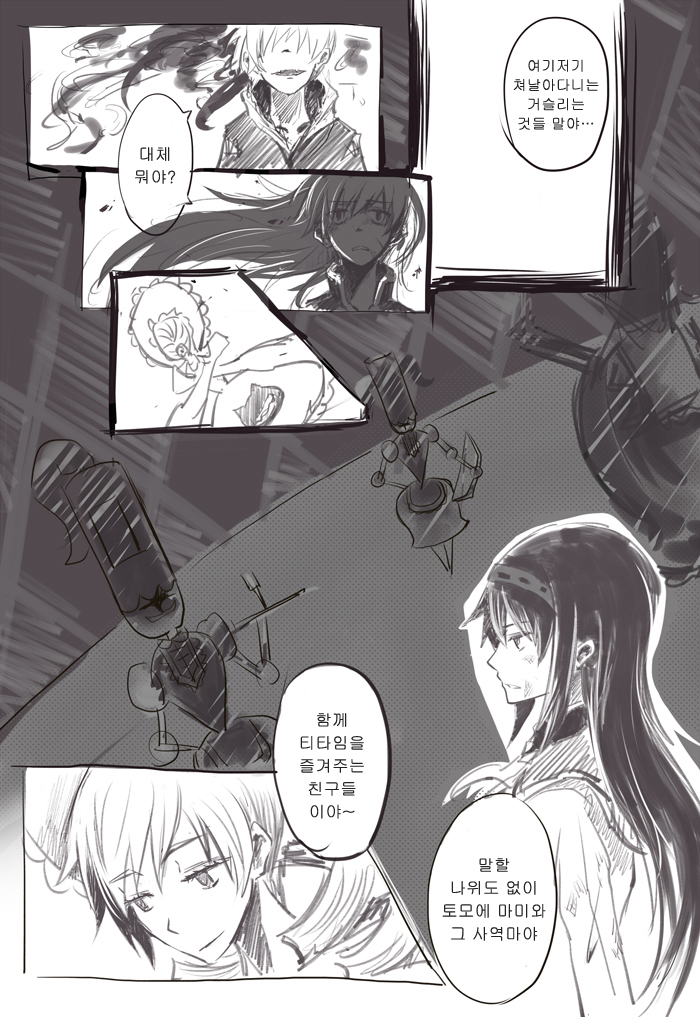 여기저기
쳐날아다니는
거슬리는
것들 말야…
대체
뭐야?
함께
티타임을
즐겨주는
친구들
이야~
말할
나위도 없이
토모에 마미와
그 사역마야